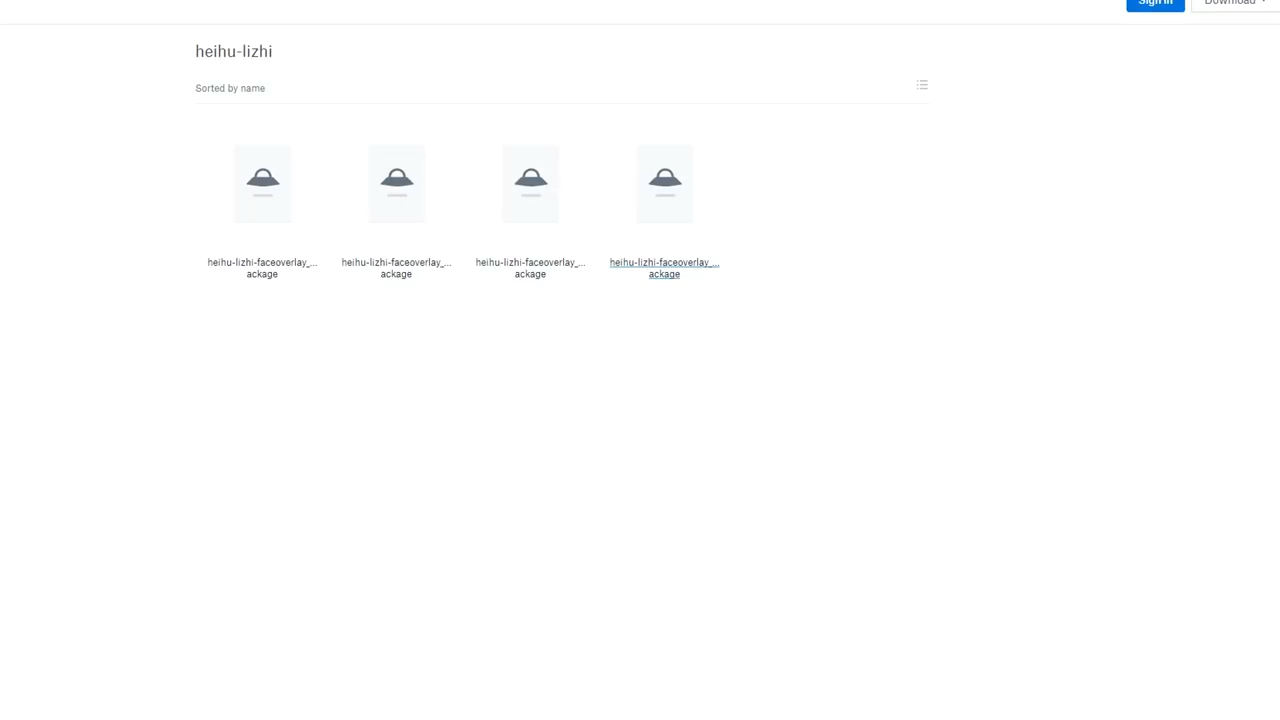 Sign in
Download
heihu-lizhi
Sorted by name
heihu-lizhi-faceoverlay_...
ackage
heihu-lizhi-faceoverlay_...
ackage
heihu-lizhi-faceoverlay_...
ackage
heihu-lizhi-faceoverlay_...
ackage